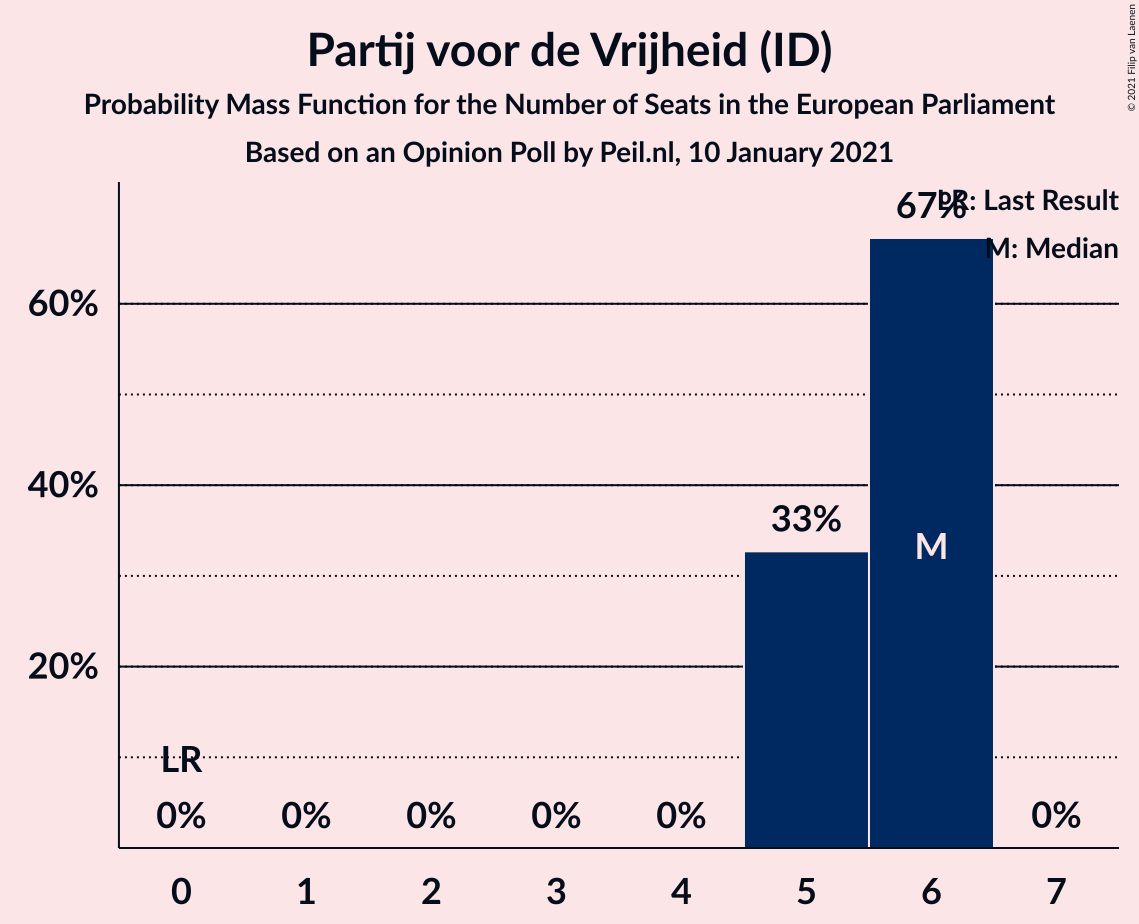 Partij voor de Vrijheid (ID)
Probability Mass Function for the Number of Seats in the European Parliament
Based on an Opinion Poll by Peil.nl, 10 January 2021
© 2021 Filip van Laenen
LR: Last Result
M: Median
67%
60%
40%
33%
M
20%
LR
0% 0% 0% 0% 0% 0%
0 1 2 3 4 5 6 7